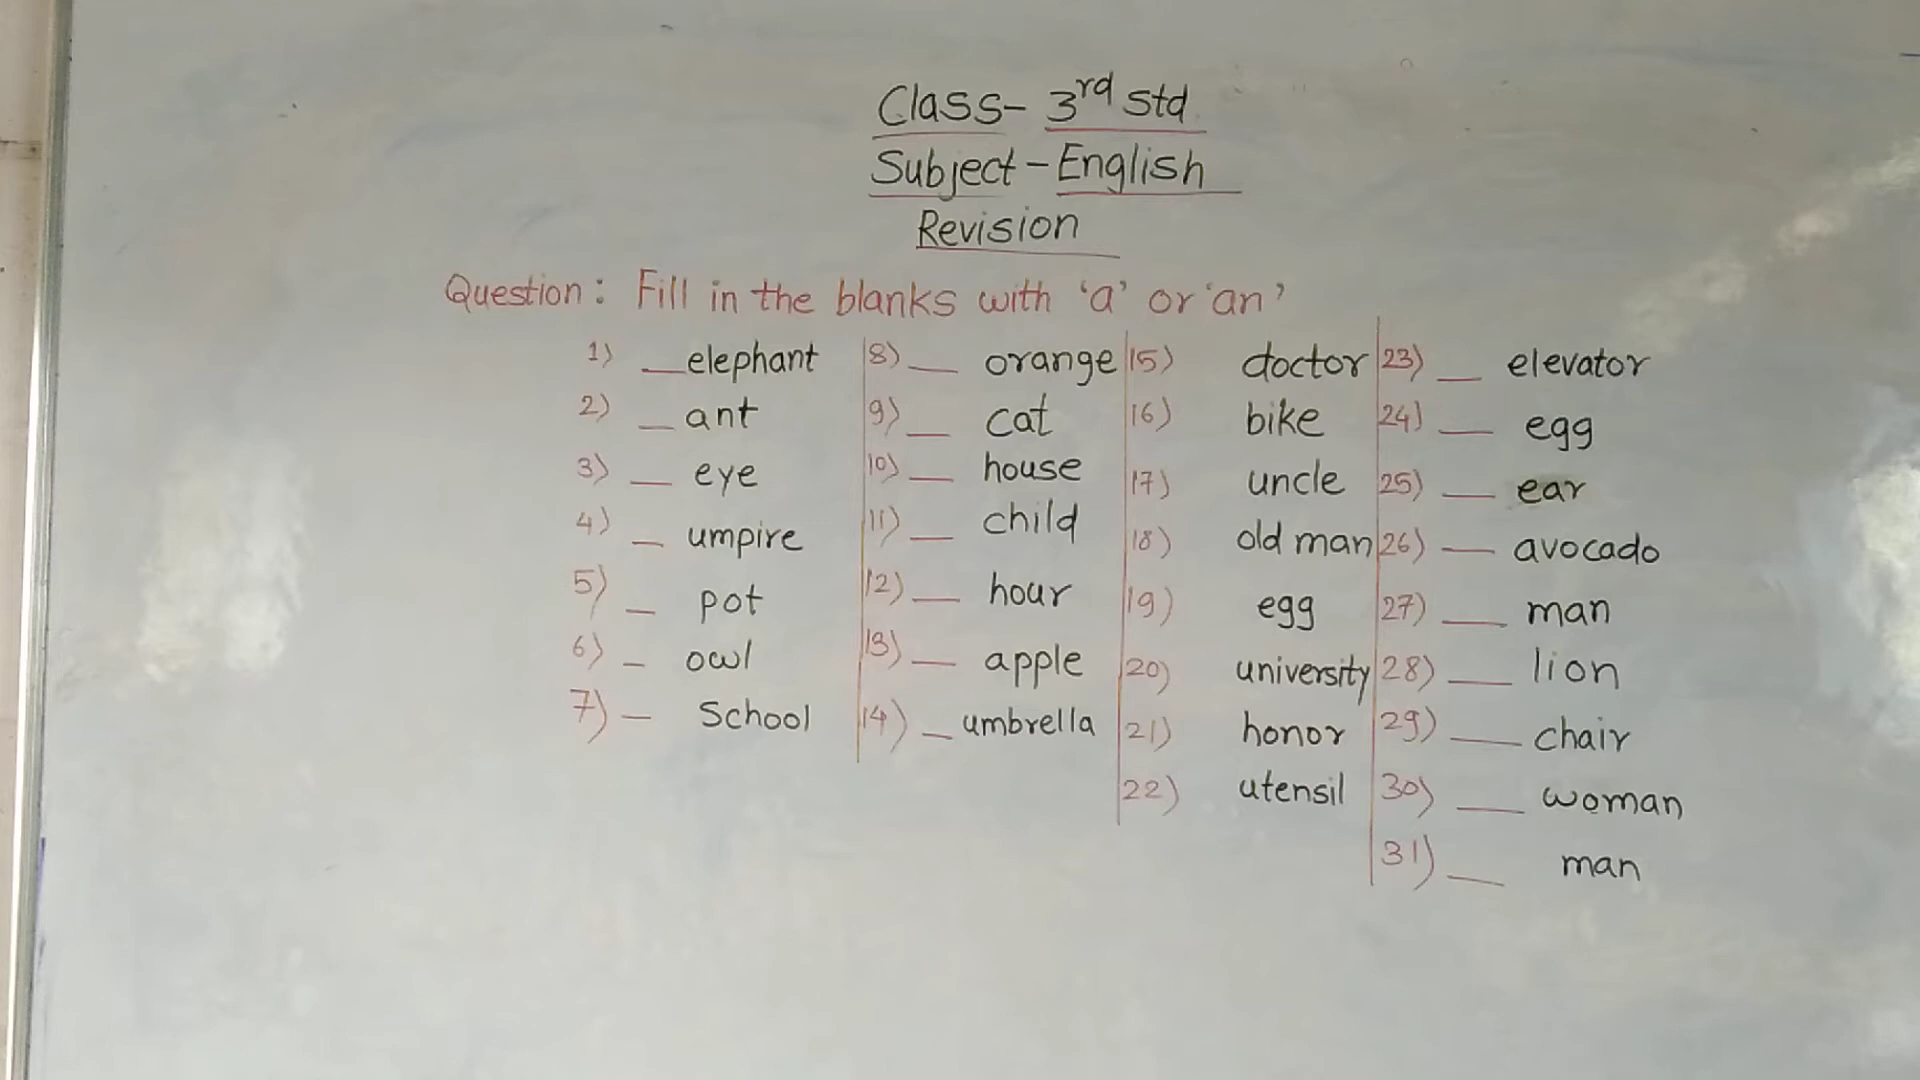 Class- 3rd std
Subject - English
Revision
Question: Fill in the blanks with 'a' or 'an'
1) __ elephant
2) __ ant
3) __ eye
4) __ umpire
5) __ pot
6) __ owl
7) __ School
8) __ orange
9) __ cat
10) __ house
11) __ child
12) __ hour
13) __ apple
14) __ umbrella
15) doctor
16) bike
17) uncle
18) old man
19) egg
20) university
21) honor
22) utensil
23) __ elevator
24) __ egg
25) __ ear
26) __ avocado
27) __ man
28) __ lion
29) __ chair
30) __ woman
31) __ man